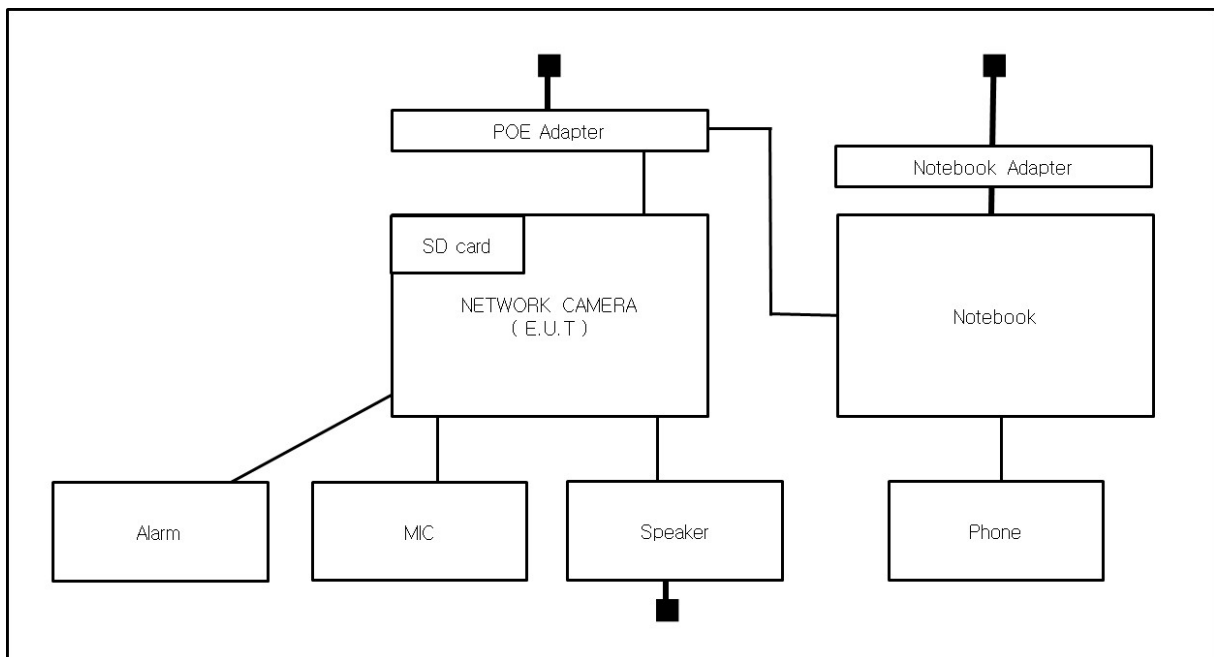 POE Adapter
Notebook Adapter
SD card
NETWORK CAMERA
( E.U.T )
Notebook
Alarm
MIC
Speaker
Phone